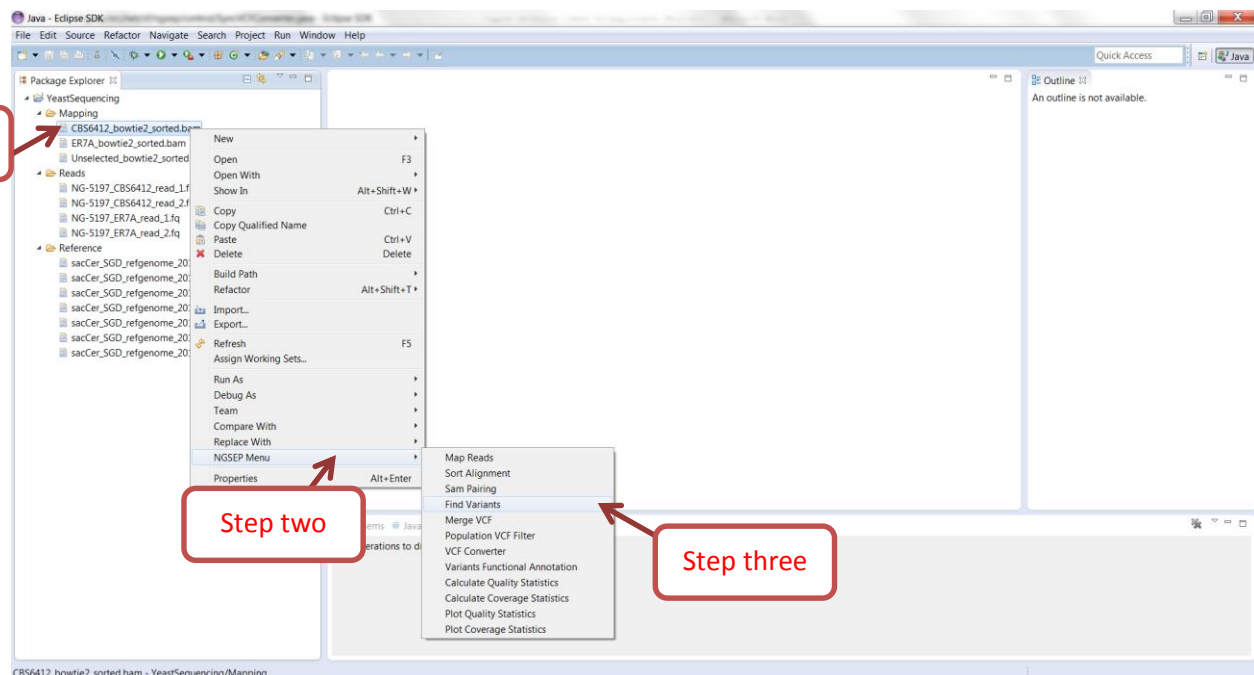 Java - Eclipse SDK
File Edit Source Refactor Navigate Search Project Run Window Help
Quick Access
Java
Package Explorer
YeastSequencing
Mapping
CBS6412_bowtie2_sorted.bam
ER7A_bowtie2_sorted.bam
Unselected_bowtie2_sorted
Reads
NG-5197_CBS6412_read_1.f
NG-5197_CBS6412_read_2.f
NG-5197_ER7A_read_1.fq
NG-5197_ER7A_read_2.fq
Reference
sacCer_SGD_refgenome_20
sacCer_SGD_refgenome_20
sacCer_SGD_refgenome_20
sacCer_SGD_refgenome_20
sacCer_SGD_refgenome_20
sacCer_SGD_refgenome_20
sacCer_SGD_refgenome_20
New
Open F3
Open With
Show In Alt+Shift+W
Copy Ctrl+C
Copy Qualified Name
Paste Ctrl+V
Delete Delete
Build Path
Refactor Alt+Shift+T
Import...
Export...
Refresh F5
Assign Working Sets...
Run As
Debug As
Team
Compare With
Replace With
NGSEP Menu
Properties Alt+Enter
Map Reads
Sort Alignment
Sam Pairing
Find Variants
Merge VCF
Population VCF Filter
VCF Converter
Variants Functional Annotation
Calculate Quality Statistics
Calculate Coverage Statistics
Plot Quality Statistics
Plot Coverage Statistics
Step two
Step three
Outline
An outline is not available.
ems Java
erations to di
CBS6412_bowtie2_sorted.bam - YeastSequencing/Mapping